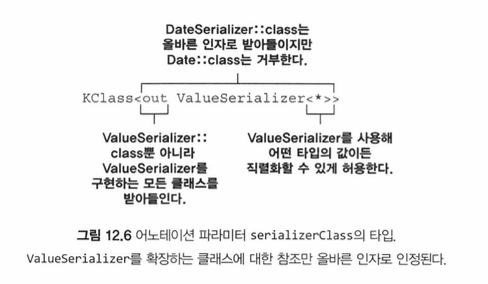 DateSerializer::class는
올바른 인자로 받아들이지만
Date::class는 거부한다.
KClass<out ValueSerializer<*>>
ValueSerializer::
class뿐 아니라
ValueSerializer를
구현하는 모든 클래스를
받아들인다.
ValueSerializer를 사용해
어떤 타입의 값이든
직렬화할 수 있게 허용한다.
그림 12.6 어노테이션 파라미터 serializerClass의 타입.
ValueSerializer를 확장하는 클래스에 대한 참조만 올바른 인자로 인정된다.